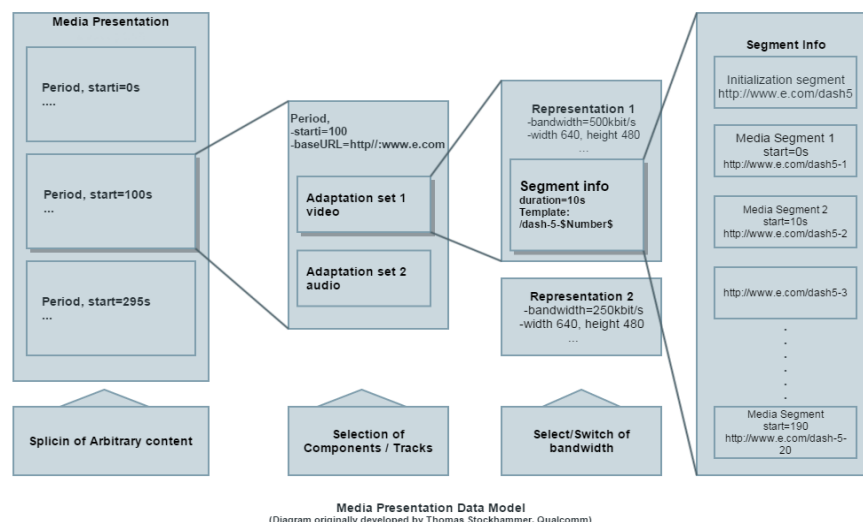 Media Presentation
Period, starti=0s
....
Period, start=100s
...
Period, start=295s
...
Splicin of Arbitrary content
Period,
-starti=100
-baseURL=http//:www.e.com
Adaptation set 1
video
Adaptation set 2
audio
Selection of
Components / Tracks
Representation 1
-bandwidth=500kbit/s
-width 640, height 480
...
Segment info
duration=10s
Template:
/dash-5-$Number$
Representation 2
-bandwidth=250kbit/s
-width 640, height 480
...
Select/Switch of
bandwidth
Segment Info
Initialization segment
http://www.e.com/dash5
Media Segment 1
start=0s
http://www.e.com/dash5-1
Media Segment 2
start=10s
http://www.e.com/dash5-2
http://www.e.com/dash5-3
.
.
.
.
.
.
Media Segment
start=190
http://www.e.com/dash-5-
20
Media Presentation Data Model
(Diagram originally developed by Thomas Stockhammer, Qualcomm)